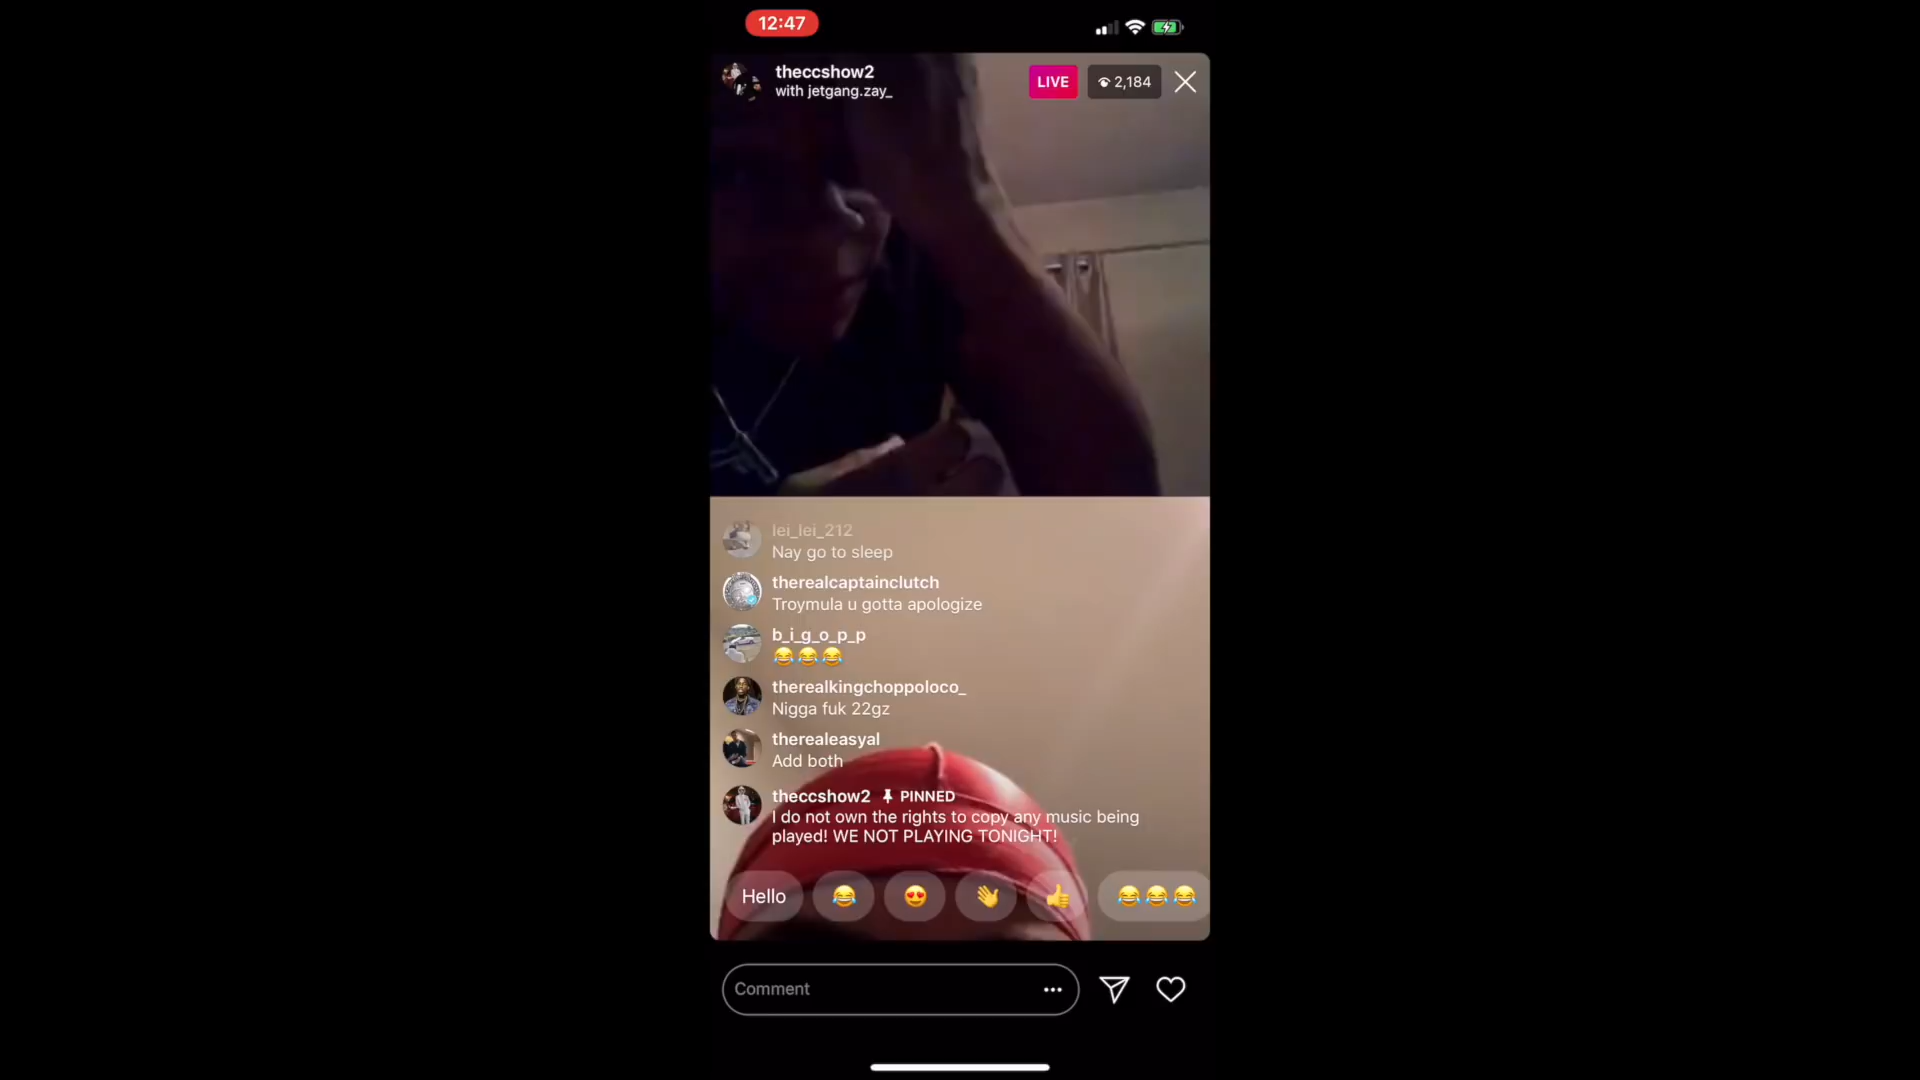 12:47
theccshow2
with jetgang.zay_
LIVE
2,184
lei_lei_212
Nay go to sleep
therealcaptainclutch
Troymula u gotta apologize
b_i_g_o_p_p
😂😂😂
therealkingchoppoloco_
Nigga fuk 22gz
therealeasyal
Add both
theccshow2 PINNED
I do not own the rights to copy any music being
played! WE NOT PLAYING TONIGHT!
Hello 😂 😍 👋 👍 😂😂😂
Comment